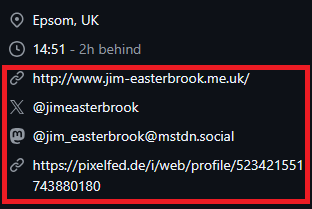 Epsom, UK
14:51 - 2h behind
http://www.jim-easterbrook.me.uk/
@jimeasterbrook
@jim_easterbrook@mstdn.social
https://pixelfed.de/i/web/profile/523421551
743880180